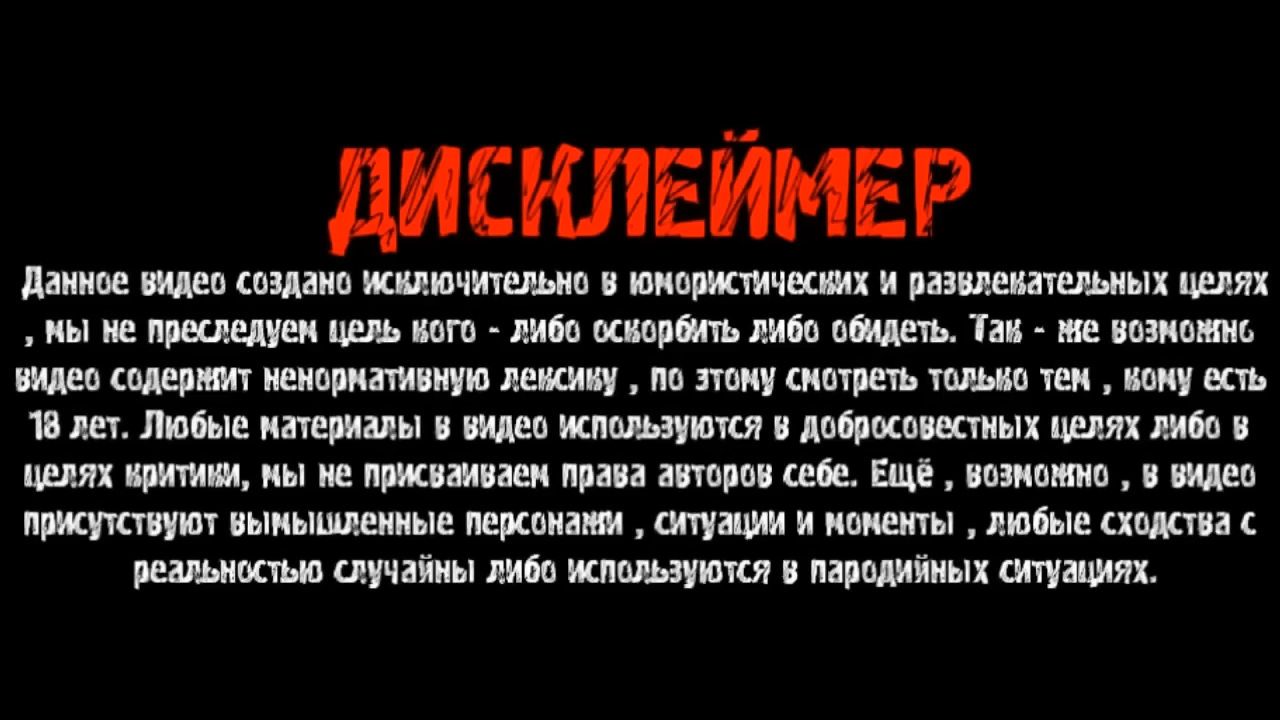 ДИСКЛЕЙМЕР
Данное видео создано исключительно в юмористических и развлекательных целях
, мы не преследуем цель кого - либо оскорбить либо обидеть. Так - же возможно
видео содержит ненормативную лексику , по этому смотреть только тем , кому есть
18 лет. Любые материалы в видео используются в добросовестных целях либо в
целях критики, мы не присваиваем права авторов себе. Ещё , возможно , в видео
присутствуют вымышленные персонажи , ситуации и моменты , любые сходства с
реальностью случайны либо используются в пародийных ситуациях.